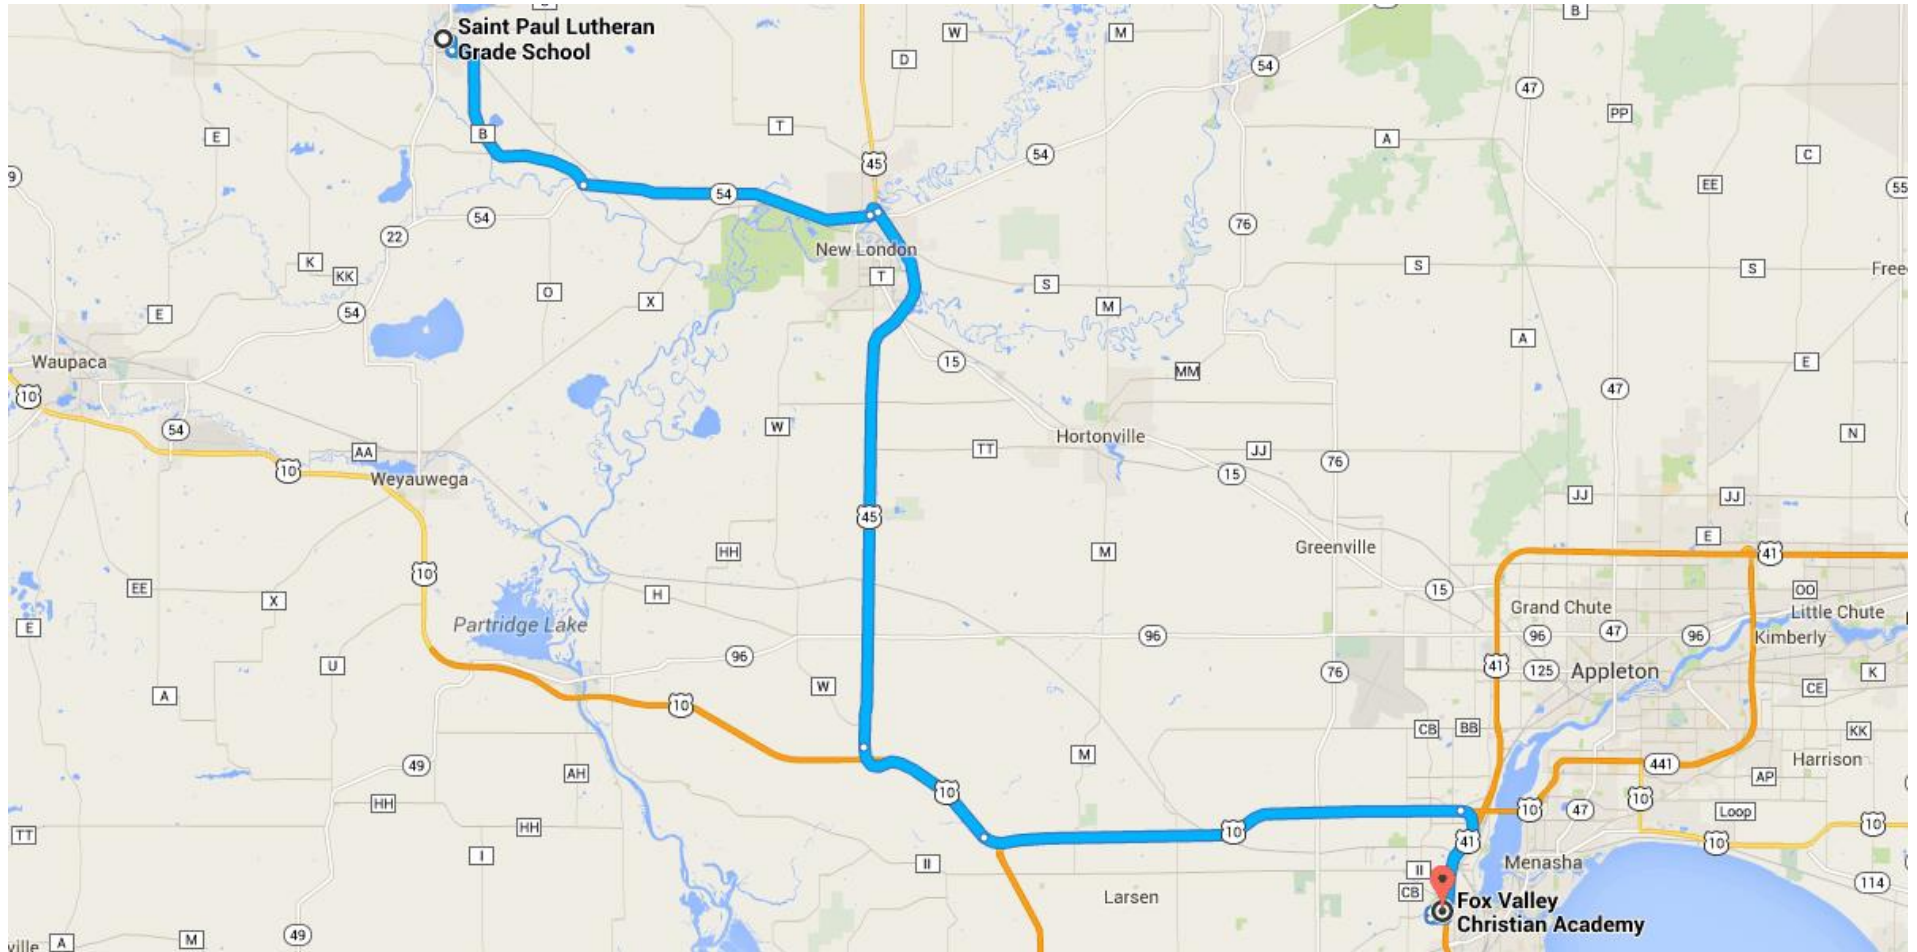 B
Saint Paul Lutheran
Grade School
W
M
D
54
47
PP
B
E
T
A
C
9
45
54
EE
55
B
54
54
76
22
New London
K
KK
T
S
M
S
S
Free
O
X
E
54
A
Waupaca
15
MM
E
10
47
54
W
Hortonville
N
AA
TT
JJ
76
10
Weyauwega
15
JJ
JJ
45
E
HH
M
Greenville
41
10
EE
X
H
15
OO
Grand Chute
Little Chute
E
Partridge Lake
96
96
47
96
Kimberly
96
U
41
125
Appleton
76
K
A
W
CE
10
CB
BB
KK
49
AH
M
441
Harrison
AP
10
HH
10
47
10
Loop
TT
HH
10
41
10
10
I
II
II
Menasha
CB
114
Larsen
Fox Valley
Christian Academy
49
ville
A
M